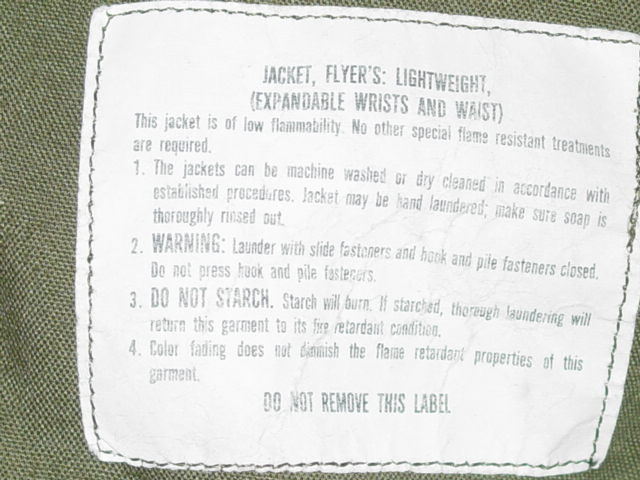 JACKET, FLYER'S: LIGHTWEIGHT,
(EXPANDABLE WRISTS AND WAIST)
This jacket is of low flammability. No other special flame resistant treatments
are required.
1. The jackets can be machine washed or dry cleaned in accordance with
established procedures. Jacket may be hand laundered; make sure soap is
thoroughly rinsed out.
2. WARNING: Launder with slide fasteners and hook and pile fasteners closed.
Do not press hook and pile fasteners.
3. DO NOT STARCH. Starch will burn. If starched, thorough laundering will
return this garment to its fire retardant condition.
4. Color fading does not diminish the flame retardant properties of this
garment.
DO NOT REMOVE THIS LABEL